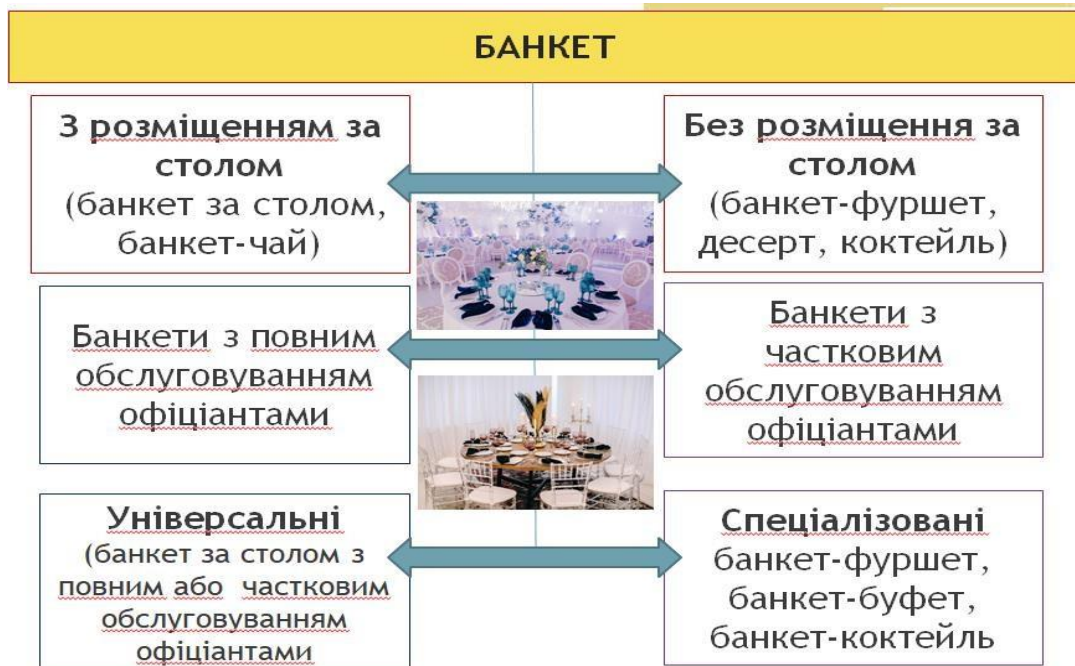 БАНКЕТ
З розміщенням за
столом
(банкет за столом,
банкет-чай)
Без розміщення за
столом
(банкет-фуршет,
десерт, коктейль)
Банкети з повним
обслуговуванням
офіціантами
Банкети з
частковим
обслуговуванням
офіціантами
Універсальні
(банкет за столом з
повним або частковим
обслуговуванням
офіціантами
Спеціалізовані
банкет-фуршет,
банкет-буфет,
банкет-коктейль